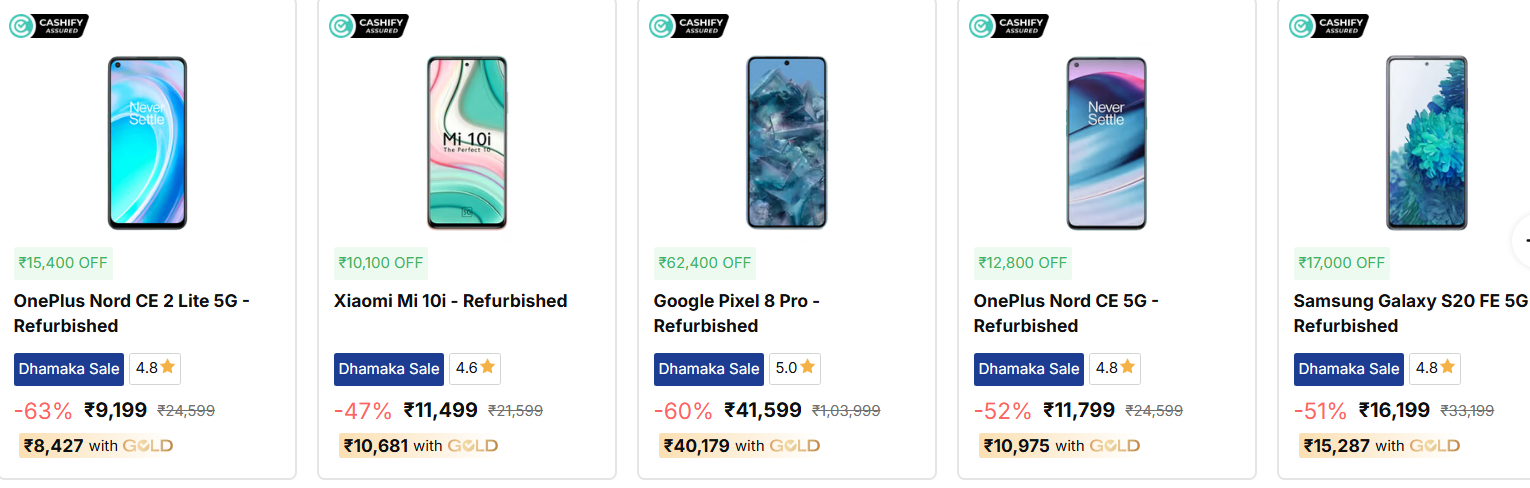 CASHIFY
ASSURED
Never
Settle
₹15,400 OFF
OnePlus Nord CE 2 Lite 5G -
Refurbished
Dhamaka Sale 4.8
-63% ₹9,199 ₹24,599
₹8,427 with GOLD
CASHIFY
ASSURED
Mi 10i
The Perfect 10
5G
₹10,100 OFF
Xiaomi Mi 10i - Refurbished
Dhamaka Sale 4.6
-47% ₹11,499 ₹21,599
₹10,681 with GOLD
CASHIFY
ASSURED
₹62,400 OFF
Google Pixel 8 Pro -
Refurbished
Dhamaka Sale 5.0
-60% ₹41,599 ₹1,03,999
₹40,179 with GOLD
CASHIFY
ASSURED
Never
Settle
₹12,800 OFF
OnePlus Nord CE 5G -
Refurbished
Dhamaka Sale 4.8
-52% ₹11,799 ₹24,599
₹10,975 with GOLD
CASHIFY
ASSURED
₹17,000 OFF
Samsung Galaxy S20 FE 5G
Refurbished
Dhamaka Sale 4.8
-51% ₹16,199 ₹33,199
₹15,287 with GOLD